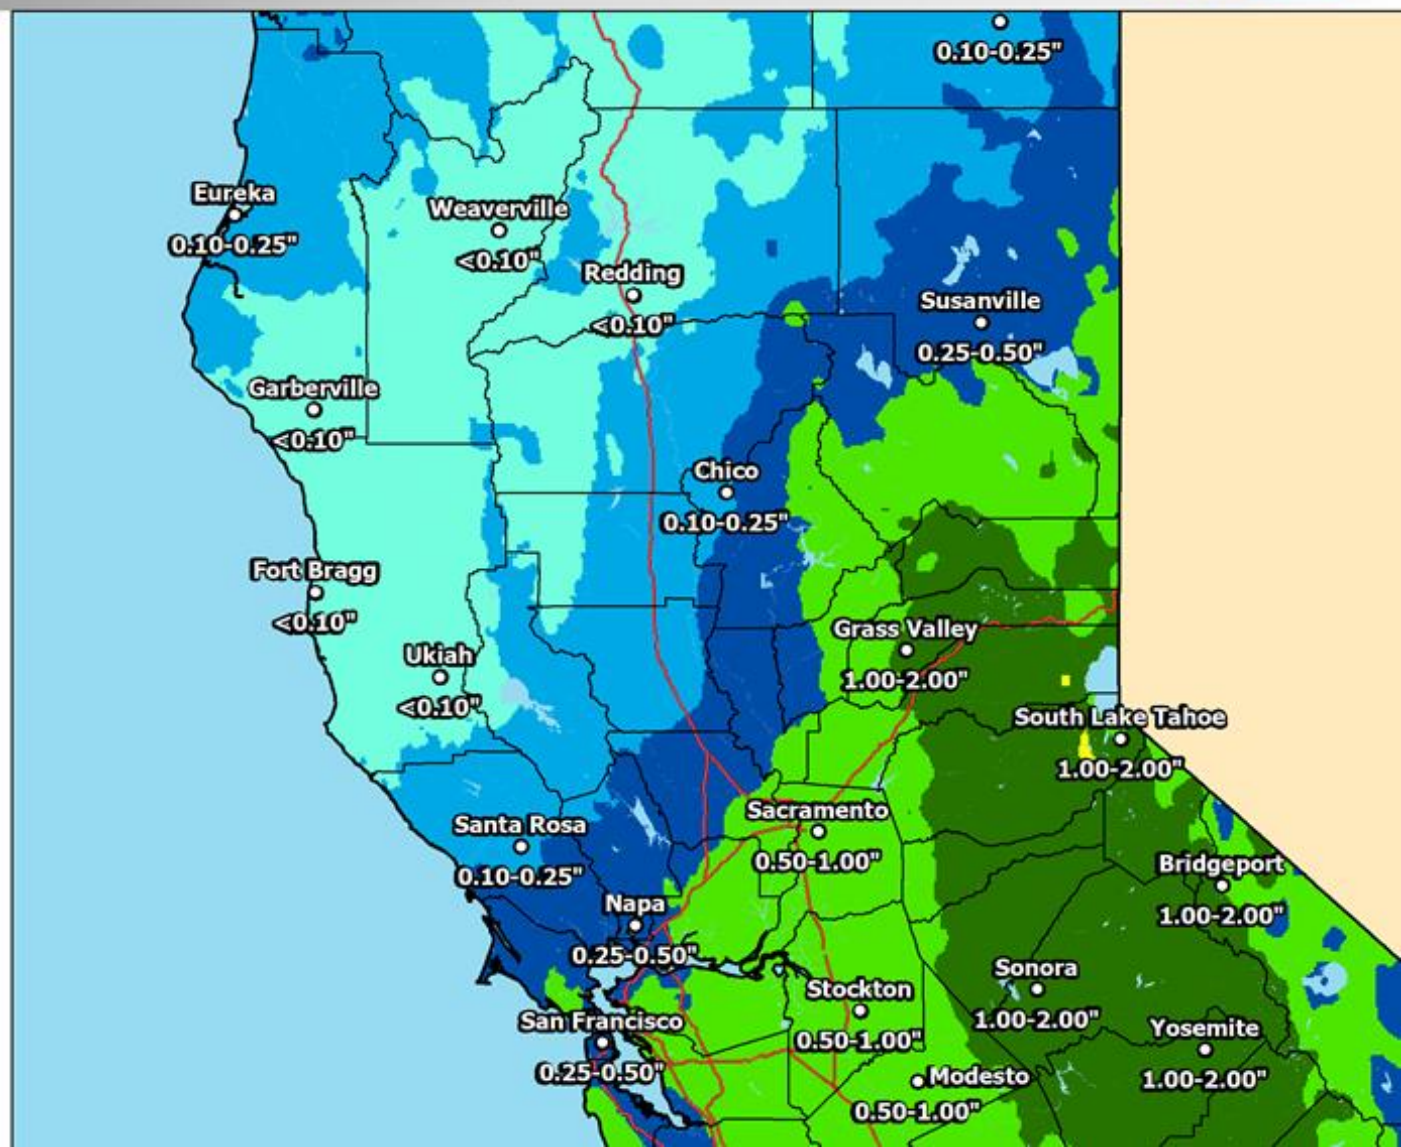 0.10-0.25"
Eureka
0.10-0.25"
Weaverville
<0.10"
Redding
<0.10"
Susanville
0.25-0.50"
Garberville
<0.10"
Chico
0.10-0.25"
Fort Bragg
<0.10"
Ukiah
<0.10"
Grass Valley
1.00-2.00"
South Lake Tahoe
1.00-2.00"
Santa Rosa
0.10-0.25"
Sacramento
0.50-1.00"
Bridgeport
1.00-2.00"
Napa
0.25-0.50"
Sonora
1.00-2.00"
Stockton
0.50-1.00"
San Francisco
0.25-0.50"
Yosemite
1.00-2.00"
Modesto
0.50-1.00"